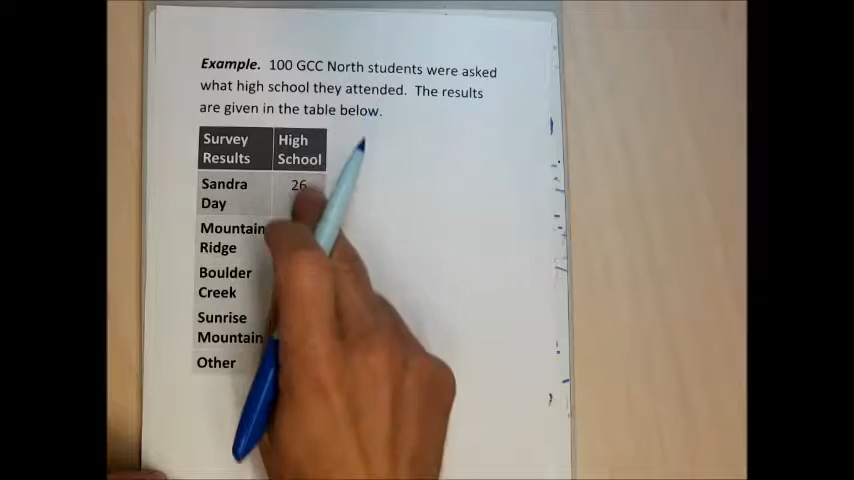 Example. 100 GCC North students were asked
what high school they attended. The results
are given in the table below.
Survey High
Results School
Sandra 26
Day
Mountain
Ridge
Boulder
Creek
Sunrise
Mountain
Other